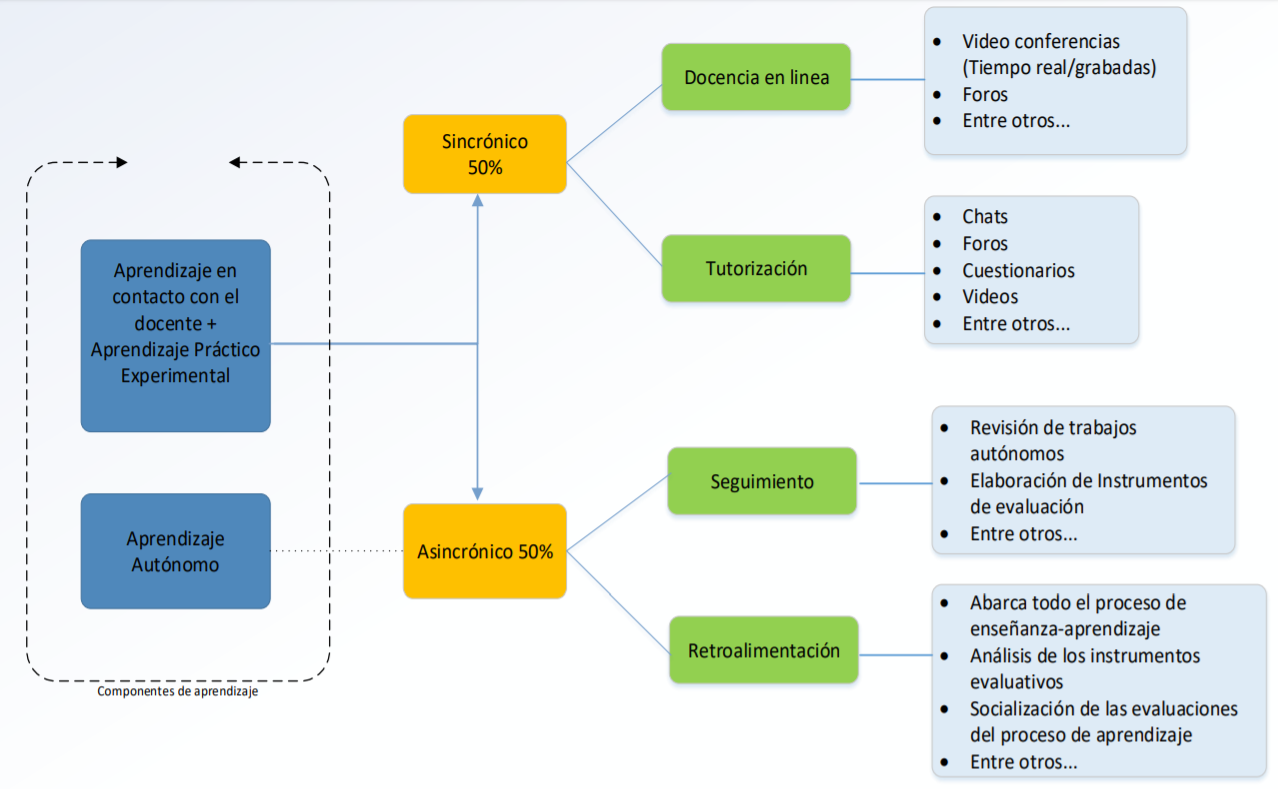 Aprendizaje en
contacto con el
docente +
Aprendizaje Práctico
Experimental
Aprendizaje
Autónomo
Componentes de aprendizaje
Sincrónico
50%
Asincrónico 50%
Docencia en linea
• Video conferencias
(Tiempo real/grabadas)
• Foros
• Entre otros...
Tutorización
• Chats
• Foros
• Cuestionarios
• Videos
• Entre otros...
Seguimiento
• Revisión de trabajos
autónomos
• Elaboración de Instrumentos
de evaluación
• Entre otros...
Retroalimentación
• Abarca todo el proceso de
enseñanza-aprendizaje
• Análisis de los instrumentos
evaluativos
• Socialización de las evaluaciones
del proceso de aprendizaje
• Entre otros...